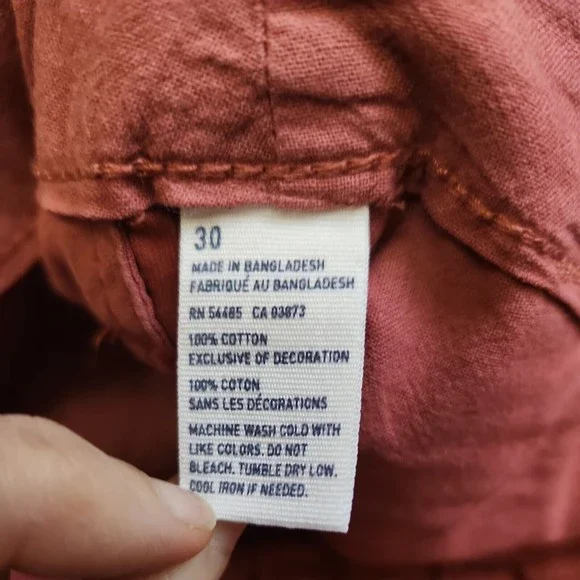 30
MADE IN BANGLADESH
FABRIQUÉ AU BANGLADESH
RN 54485 CA 03873
100% COTTON
EXCLUSIVE OF DECORATION
100% COTON
SANS LES DÉCORATIONS
MACHINE WASH COLD WITH
LIKE COLORS. DO NOT
BLEACH. TUMBLE DRY LOW.
COOL IRON IF NEEDED.